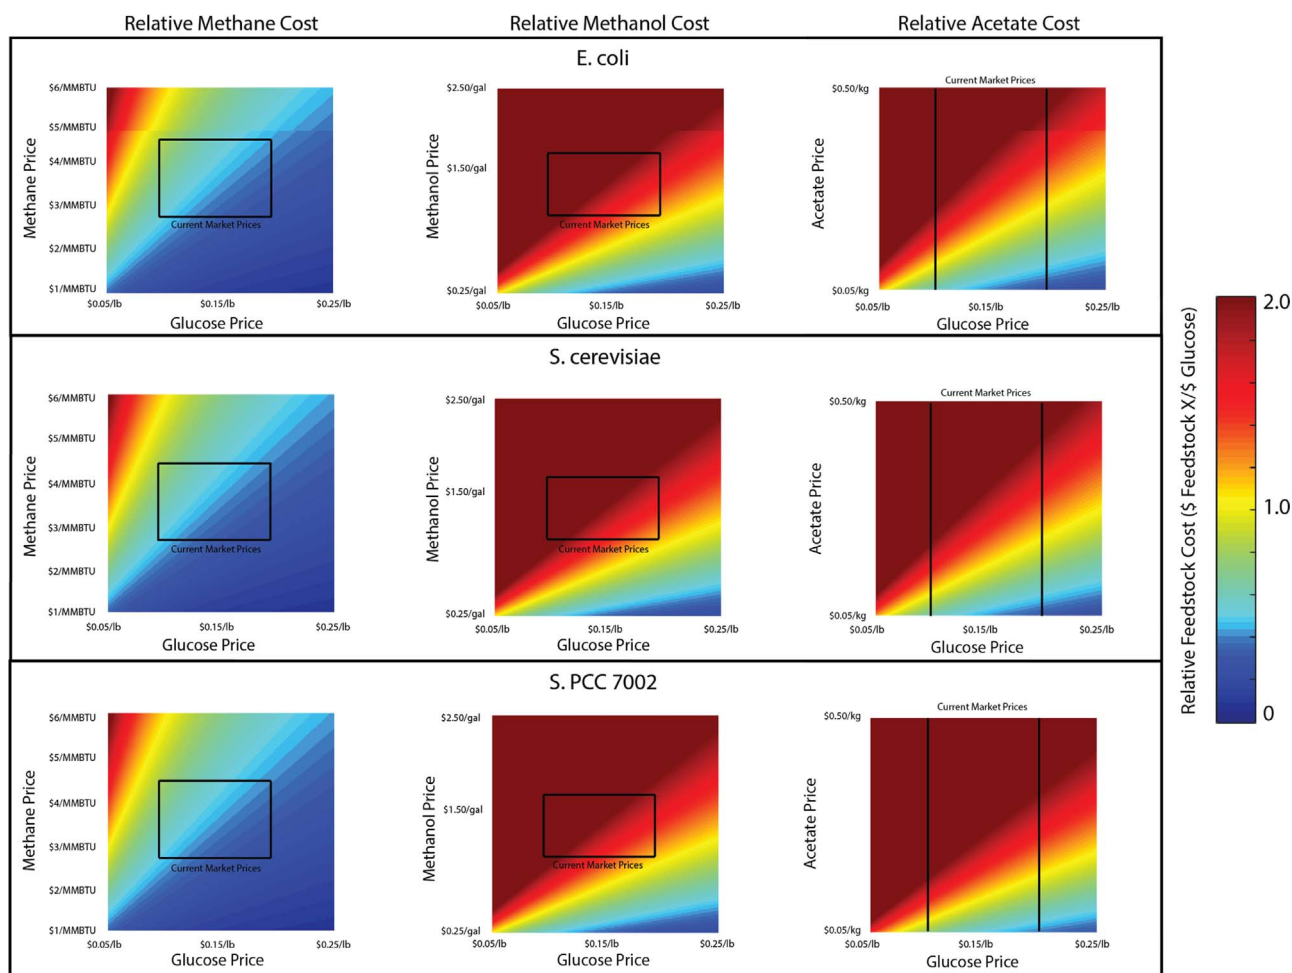 Relative Methane Cost
Relative Methanol Cost
Relative Acetate Cost
E. coli
$6/MMBTU
$5/MMBTU
$4/MMBTU
$3/MMBTU
$2/MMBTU
$1/MMBTU
Methane Price
Current Market Prices
$0.05/lb
$0.15/lb
$0.25/lb
Glucose Price
$2.50/gal
$1.50/gal
$0.25/gal
Methanol Price
Current Market Prices
$0.05/lb
$0.15/lb
$0.25/lb
Glucose Price
Current Market Prices
$0.50/kg
$0.05/kg
Acetate Price
$0.05/lb
$0.15/lb
$0.25/lb
Glucose Price
S. cerevisiae
$6/MMBTU
$5/MMBTU
$4/MMBTU
$3/MMBTU
$2/MMBTU
$1/MMBTU
Methane Price
Current Market Prices
$0.05/lb
$0.15/lb
$0.25/lb
Glucose Price
$2.50/gal
$1.50/gal
$0.25/gal
Methanol Price
Current Market Prices
$0.05/lb
$0.15/lb
$0.25/lb
Glucose Price
Current Market Prices
$0.50/kg
$0.05/kg
Acetate Price
$0.05/lb
$0.15/lb
$0.25/lb
Glucose Price
S. PCC 7002
$6/MMBTU
$5/MMBTU
$4/MMBTU
$3/MMBTU
$2/MMBTU
$1/MMBTU
Methane Price
Current Market Prices
$0.05/lb
$0.15/lb
$0.25/lb
Glucose Price
$2.50/gal
$1.50/gal
$0.25/gal
Methanol Price
Current Market Prices
$0.05/lb
$0.15/lb
$0.25/lb
Glucose Price
Current Market Prices
$0.50/kg
$0.05/kg
Acetate Price
$0.05/lb
$0.15/lb
$0.25/lb
Glucose Price
Relative Feedstock Cost ($ Feedstock X/$ Glucose)
2.0
1.0
0